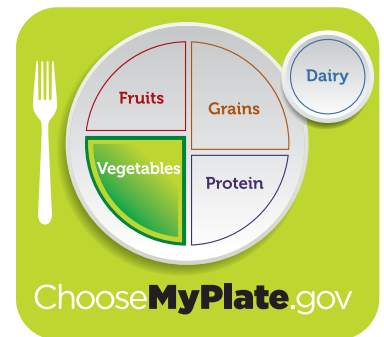 Dairy
Fruits
Grains
Vegetables
Protein
ChooseMyPlate.gov